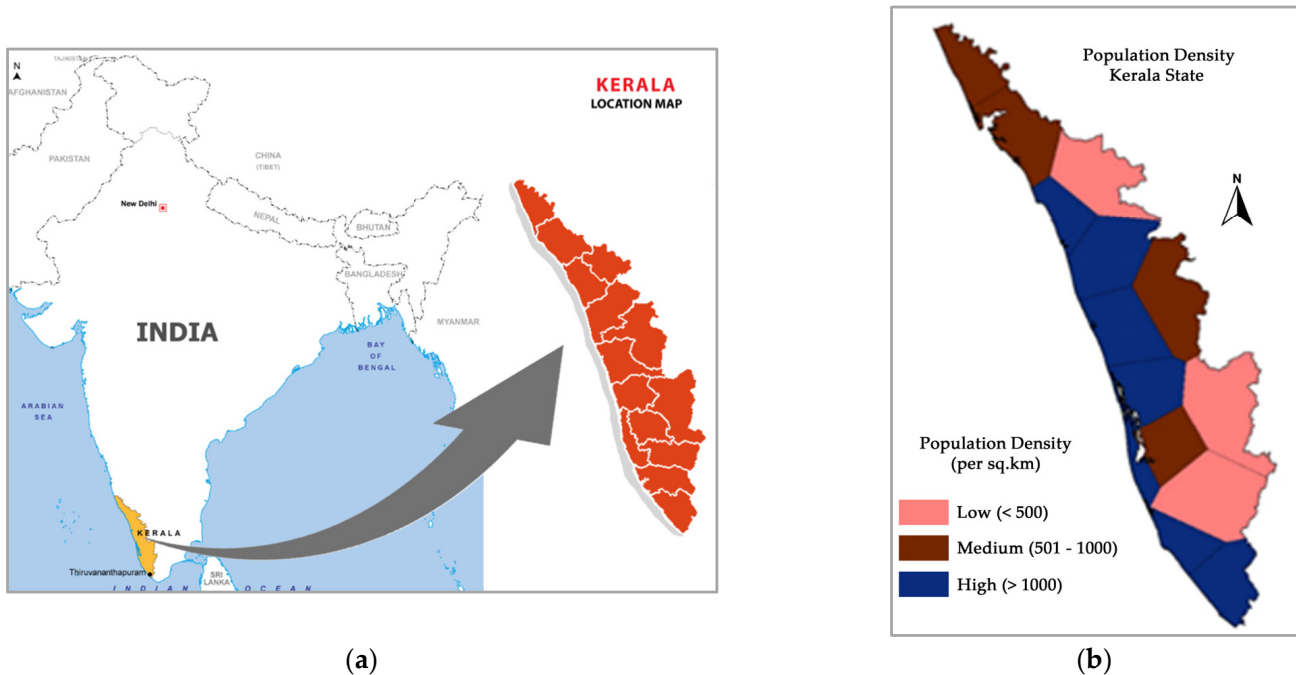 N
TAJIKISTAN
AFGHANISTAN
PAKISTAN
CHINA
(TIBET)
New Delhi
NEPAL
BHUTAN
BANGLADESH
MYANMAR
INDIA
BAY
OF
BENGAL
ARABIAN
SEA
KERALA
Thiruvananthapuram
SRI
LANKA
INDIAN OCEAN
KERALA
LOCATION MAP
(a)
Population Density
Kerala State
N
Population Density
(per sq.km)
Low (< 500)
Medium (501 - 1000)
High (> 1000)
(b)